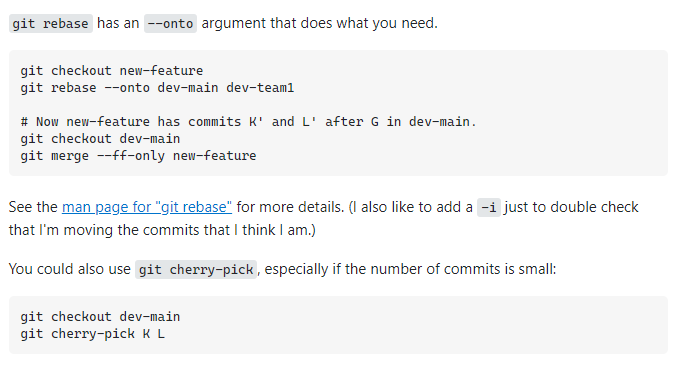 git rebase has an --onto argument that does what you need.
git checkout new-feature
git rebase --onto dev-main dev-team1
# Now new-feature has commits K' and L' after G in dev-main.
git checkout dev-main
git merge --ff-only new-feature
See the man page for "git rebase" for more details. (I also like to add a -i just to double check
that I'm moving the commits that I think I am.)
You could also use git cherry-pick, especially if the number of commits is small:
git checkout dev-main
git cherry-pick K L